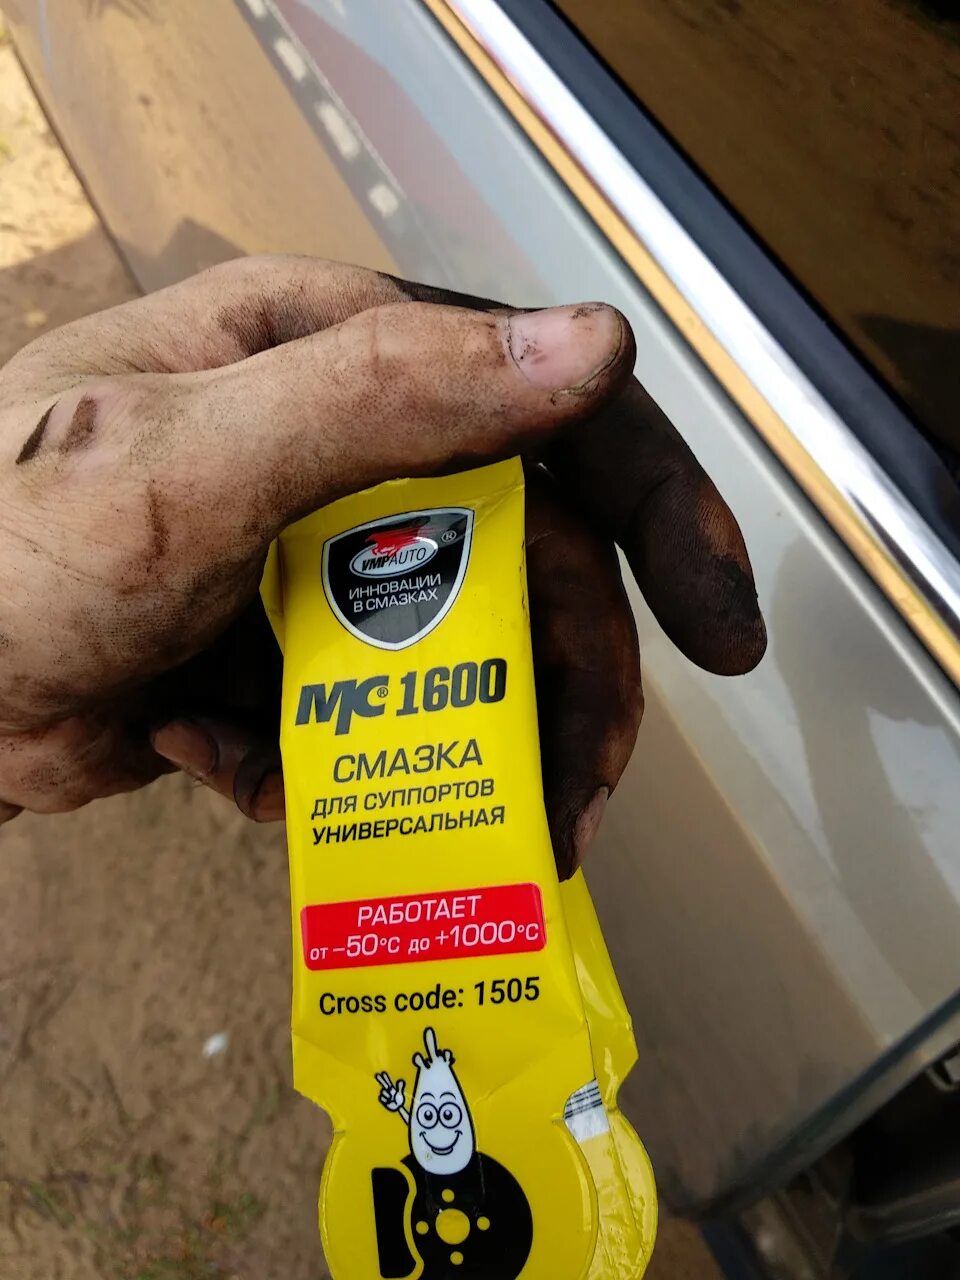 VMPAUTO
®
ИННОВАЦИИ
В СМАЗКАХ
МС® 1600
СМАЗКА
ДЛЯ СУППОРТОВ
УНИВЕРСАЛЬНАЯ
РАБОТАЕТ
от –50°С до +1000°С
Cross code: 1505